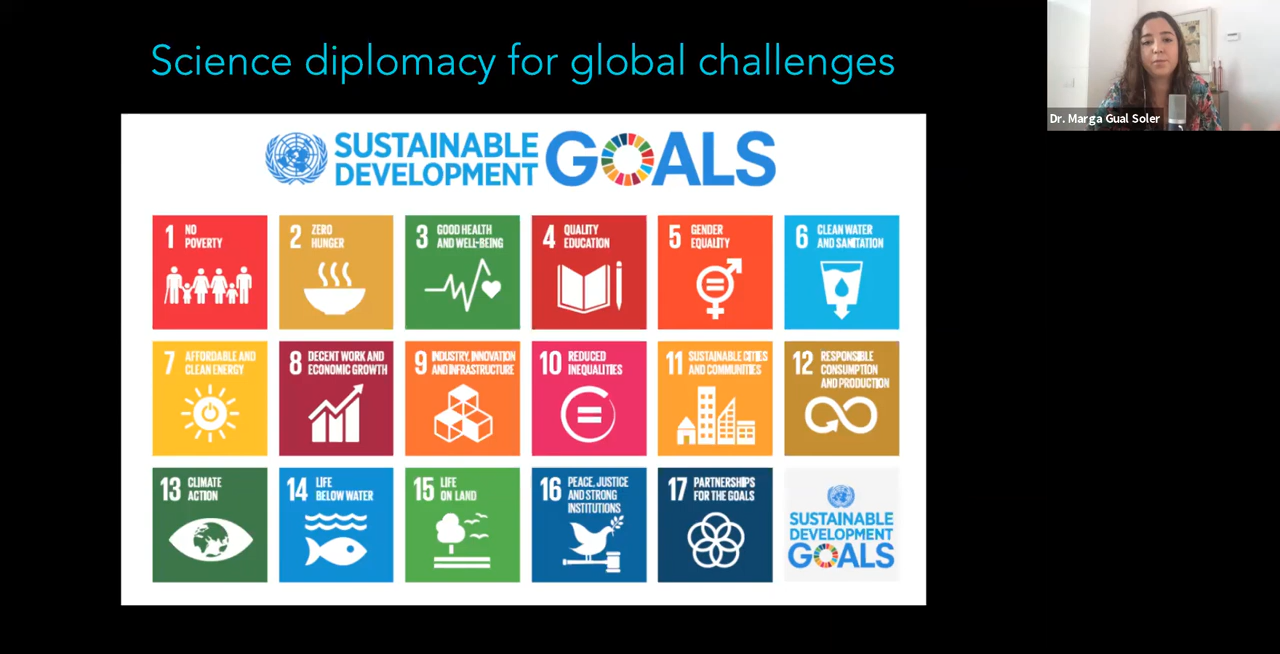 Science diplomacy for global challenges
Dr. Marga Gual Soler
SUSTAINABLE
DEVELOPMENT
GOALS
1 NO
POVERTY
2 ZERO
HUNGER
3 GOOD HEALTH
AND WELL-BEING
4 QUALITY
EDUCATION
5 GENDER
EQUALITY
6 CLEAN WATER
AND SANITATION
7 AFFORDABLE AND
CLEAN ENERGY
8 DECENT WORK AND
ECONOMIC GROWTH
9 INDUSTRY, INNOVATION
AND INFRASTRUCTURE
10 REDUCED
INEQUALITIES
11 SUSTAINABLE CITIES
AND COMMUNITIES
12 RESPONSIBLE
CONSUMPTION
AND PRODUCTION
13 CLIMATE
ACTION
14 LIFE
BELOW WATER
15 LIFE
ON LAND
16 PEACE, JUSTICE
AND STRONG
INSTITUTIONS
17 PARTNERSHIPS
FOR THE GOALS
SUSTAINABLE
DEVELOPMENT
GOALS